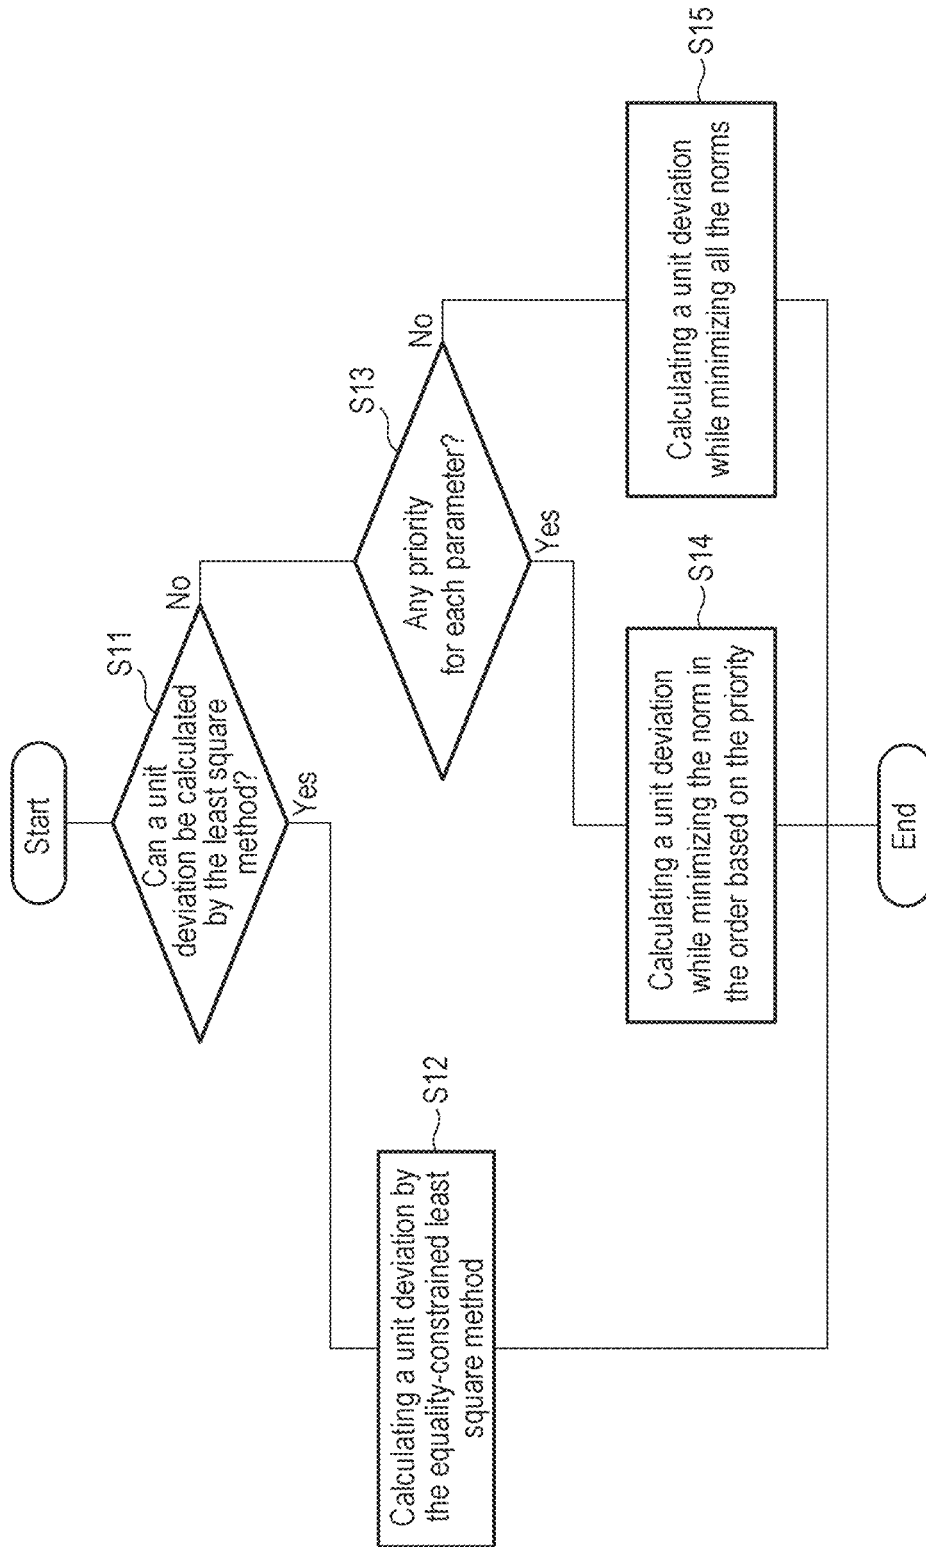 Start
S11
Can a unit
deviation be calculated
by the least square
method?
No
Yes
S13
Any priority
for each parameter?
No
Yes
S12
Calculating a unit deviation by
the equality-constrained least
square method
S14
Calculating a unit deviation
while minimizing the norm in
the order based on the priority
S15
Calculating a unit deviation
while minimizing all the norms
End